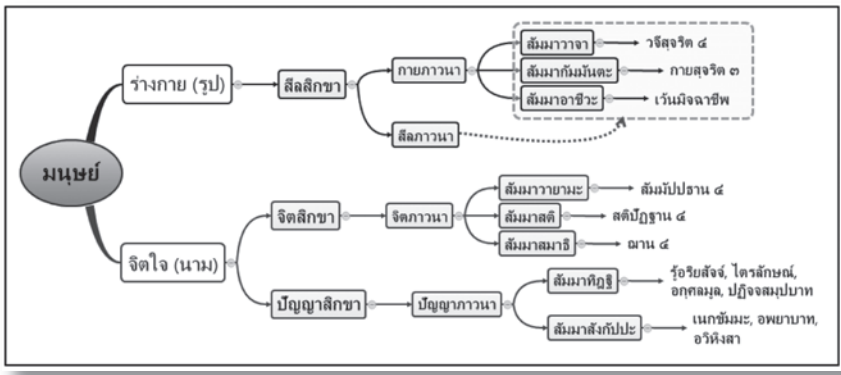 มนุษย์
ร่างกาย (รูป)
สีลสิกขา
กายภาวนา
สัมมาวาจา
วจีสุจริต ๔
สัมมากัมมันตะ
กายสุจริต ๓
สัมมาอาชีวะ
เว้นมิจฉาชีพ
สีลภาวนา
จิตใจ (นาม)
จิตสิกขา
จิตภาวนา
สัมมาวายามะ
สัมมัปปธาน ๔
สัมมาสติ
สติปัฏฐาน ๔
สัมมาสมาธิ
ฌาน ๔
ปัญญาสิกขา
ปัญญาภาวนา
สัมมาทิฏฐิ
รู้อริยสัจจ์, ไตรลักษณ์,
อกุศลมูล, ปฏิจจสมุปบาท
สัมมาสังกัปปะ
เนกขัมมะ, อพยาบาท,
อวิหิงสา